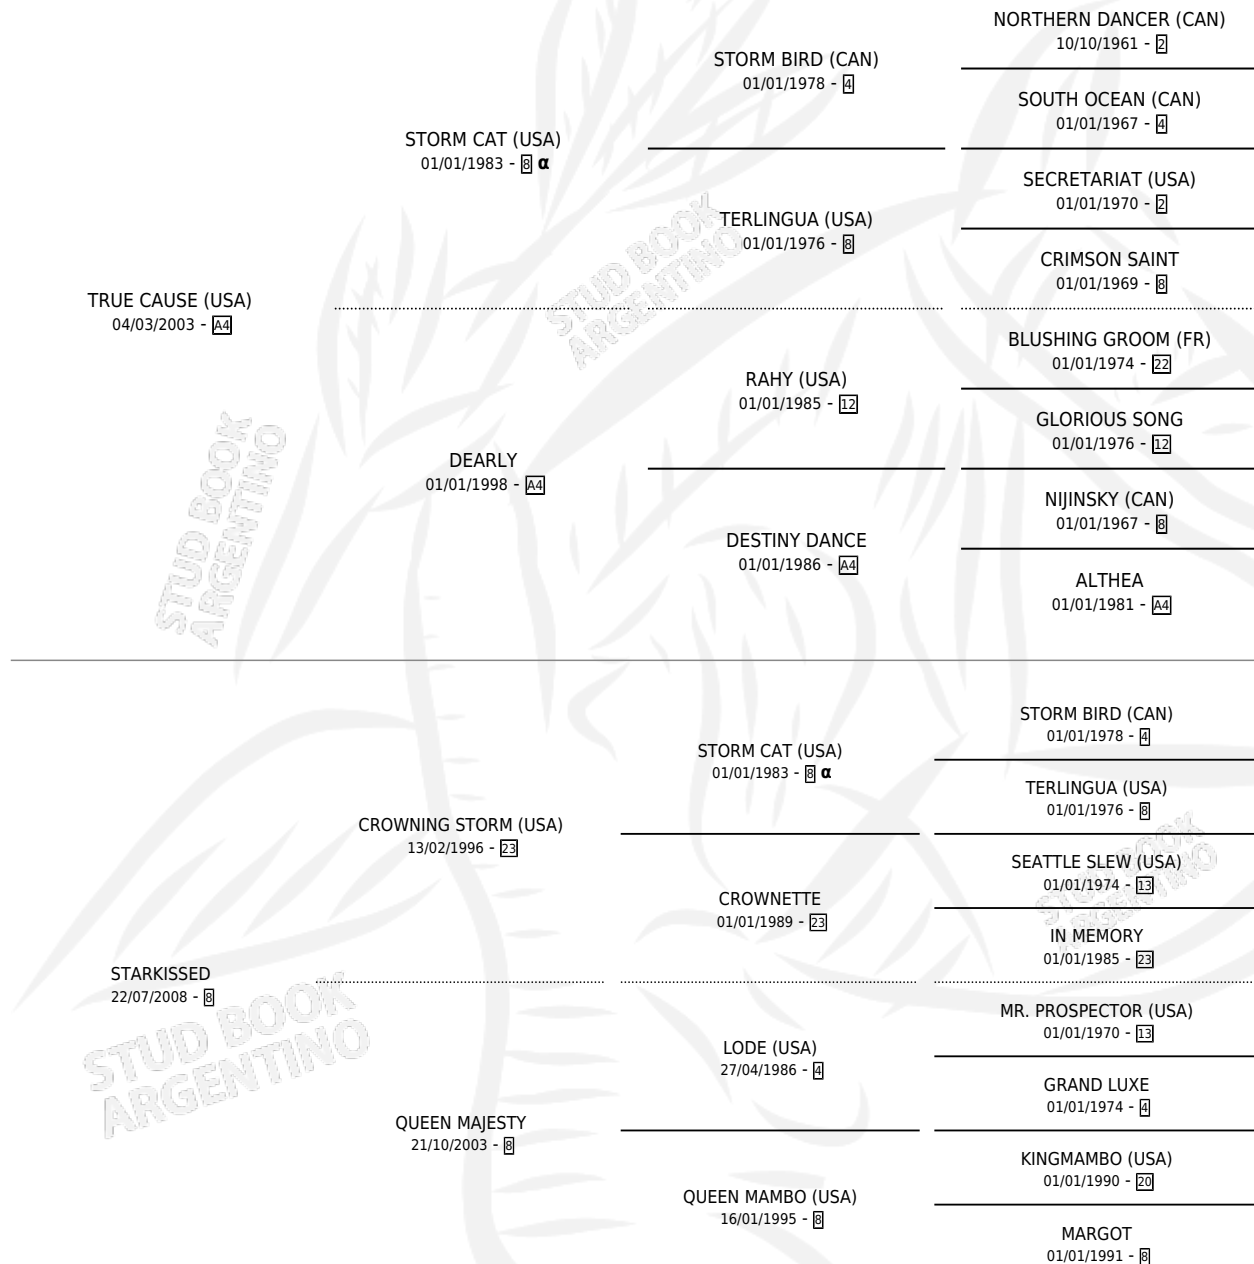 NORTHERN DANCER (CAN)
10/10/1961 - 2
STORM BIRD (CAN)
01/01/1978 - 4
SOUTH OCEAN (CAN)
01/01/1967 - 4
STORM CAT (USA)
01/01/1983 - 8 α
SECRETARIAT (USA)
01/01/1970 - 2
TERLINGUA (USA)
01/01/1976 - 8
CRIMSON SAINT
01/01/1969 - 8
TRUE CAUSE (USA)
04/03/2003 - A4
BLUSHING GROOM (FR)
01/01/1974 - 22
RAHY (USA)
01/01/1985 - 12
GLORIOUS SONG
01/01/1976 - 12
DEARLY
01/01/1998 - A4
NIJINSKY (CAN)
01/01/1967 - 8
DESTINY DANCE
01/01/1986 - A4
ALTHEA
01/01/1981 - A4
STORM BIRD (CAN)
01/01/1978 - 4
STORM CAT (USA)
01/01/1983 - 8 α
TERLINGUA (USA)
01/01/1976 - 8
CROWNING STORM (USA)
13/02/1996 - 23
SEATTLE SLEW (USA)
01/01/1974 - 13
CROWNETTE
01/01/1989 - 23
IN MEMORY
01/01/1985 - 23
STARKISSED
22/07/2008 - 8
MR. PROSPECTOR (USA)
01/01/1970 - 13
LODE (USA)
27/04/1986 - 4
GRAND LUXE
01/01/1974 - 4
QUEEN MAJESTY
21/10/2003 - 8
KINGMAMBO (USA)
01/01/1990 - 20
QUEEN MAMBO (USA)
16/01/1995 - 8
MARGOT
01/01/1991 - 8
STUD BOOK
ARGENTINO
STUD BOOK
ARGENTINO
STUD BOOK
ARGENTINO
STUD BOOK
ARGENTINO